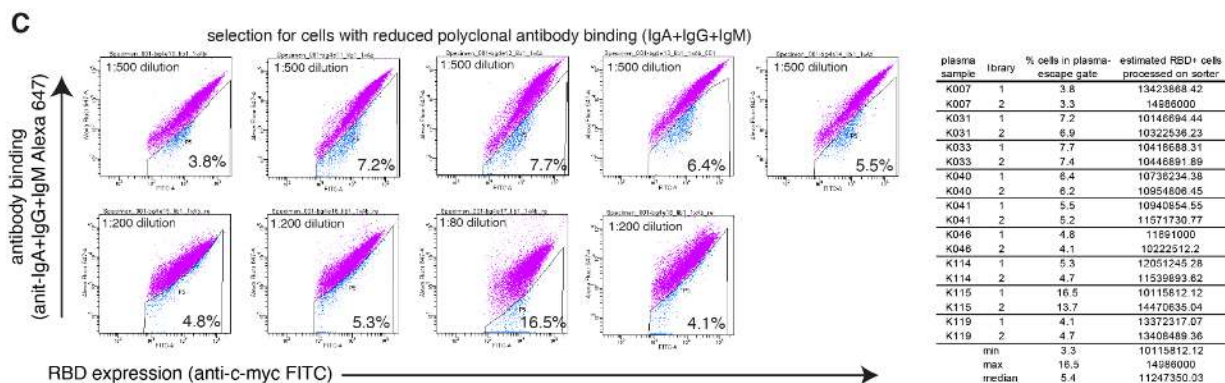 C
selection for cells with reduced polyclonal antibody binding (IgA+IgG+IgM)
antibody binding
(anit-IgA+IgG+IgM Alexa 647)
1:500 dilution
3.8%
1:500 dilution
7.2%
1:500 dilution
7.7%
1:500 dilution
6.4%
1:500 dilution
5.5%
1:200 dilution
4.8%
1:200 dilution
5.3%
1:80 dilution
16.5%
1:200 dilution
4.1%
P5
FITC-A
RBD expression (anti-c-myc FITC)
plasma sample library % cells in plasma-escape gate estimated RBD+ cells processed on sorter
K007 1 3.8 13423868.42
K007 2 3.3 14986000
K031 1 7.2 10146694.44
K031 2 6.9 10322536.23
K033 1 7.7 10418688.31
K033 2 7.4 10446891.89
K040 1 6.4 10736234.38
K040 2 6.2 10954806.45
K041 1 5.5 10940854.55
K041 2 5.2 11571730.77
K046 1 4.8 11691000
K046 2 4.1 10222512.2
K114 1 5.3 12051245.28
K114 2 4.7 11539893.62
K115 1 16.5 10115812.12
K115 2 13.7 14470635.04
K119 1 4.1 13372317.07
K119 2 4.7 13408489.36
min 3.3 10115812.12
max 16.5 14986000
median 5.4 11247350.03